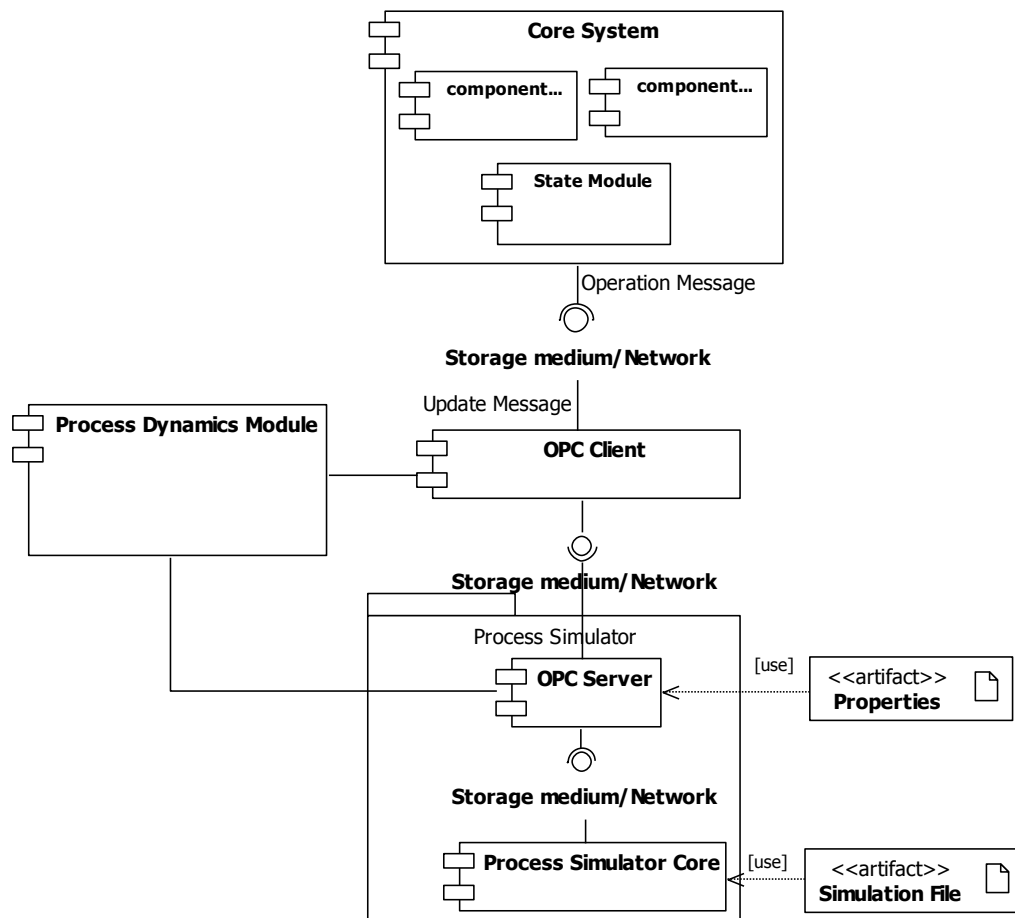 Core System
component...
component...
State Module
Operation Message
Storage medium/Network
Update Message
Process Dynamics Module
OPC Client
Storage medium/Network
Process Simulator
OPC Server
[use]
<<artifact>>
Properties
Storage medium/Network
Process Simulator Core
[use]
<<artifact>>
Simulation File